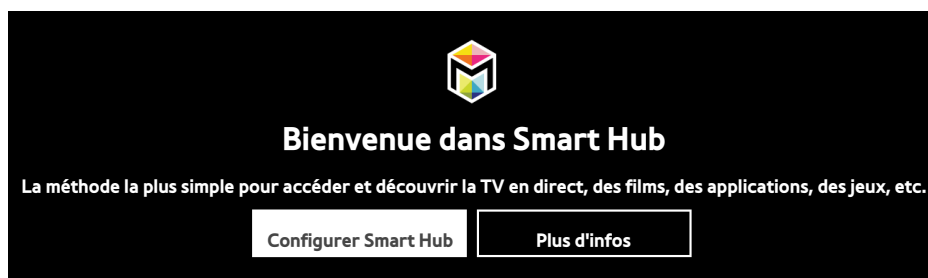 Bienvenue dans Smart Hub
La méthode la plus simple pour accéder et découvrir la TV en direct, des films, des applications, des jeux, etc.
Configurer Smart Hub
Plus d'infos